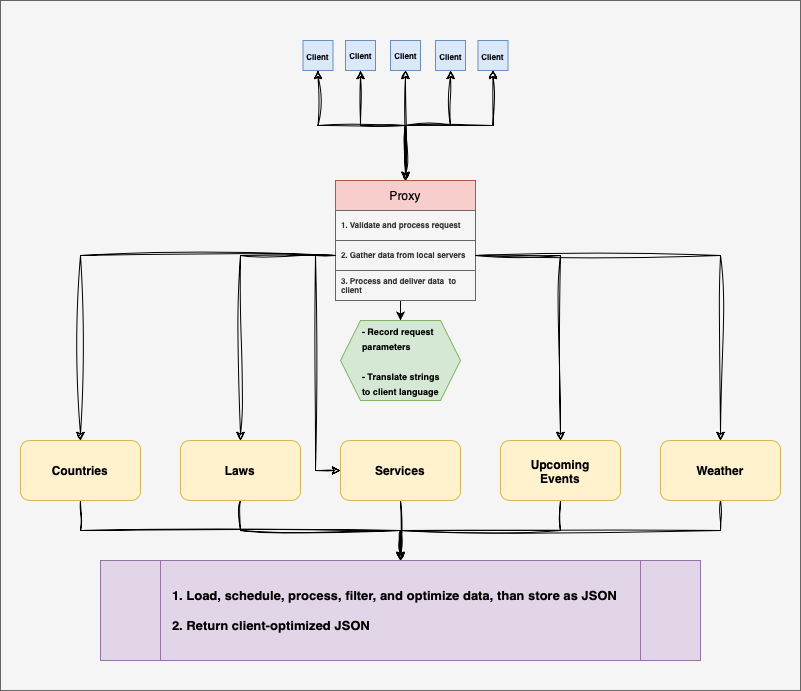 Client Client Client Client Client
Proxy
1. Validate and process request
2. Gather data from local servers
3. Process and deliver data to
client
- Record request
parameters
- Translate strings
to client language
Countries
Laws
Services
Upcoming
Events
Weather
1. Load, schedule, process, filter, and optimize data, than store as JSON
2. Return client-optimized JSON